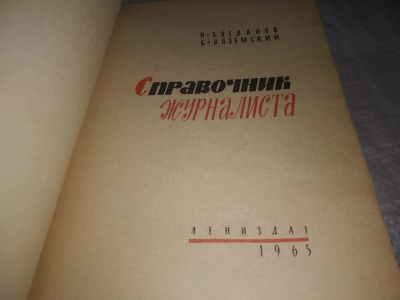 Н·БОГДАНОВ
Б·ВЯЗЕМСКИЙ
Справочник
журналиста
ЛЕНИЗДАТ
1965